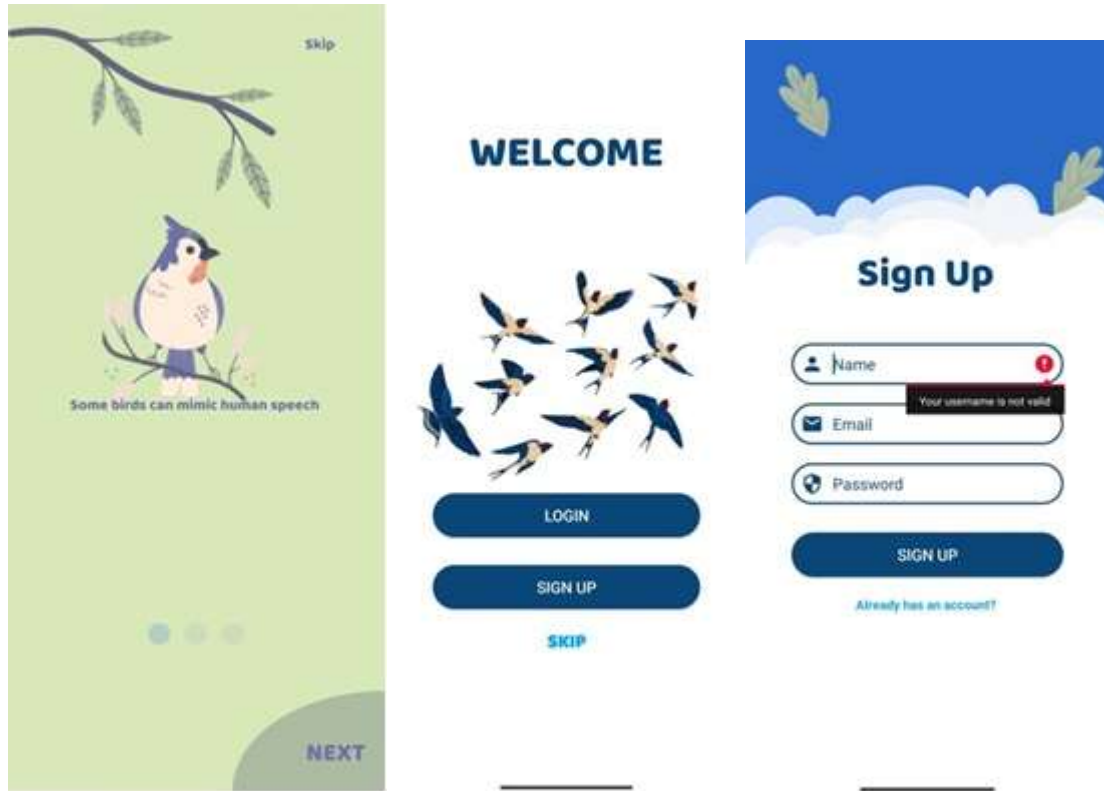 Skip
Some birds can mimic human speech
NEXT
WELCOME
LOGIN
SIGN UP
SKIP
Sign Up
Name
Your username is not valid
Email
Password
SIGN UP
Already has an account?